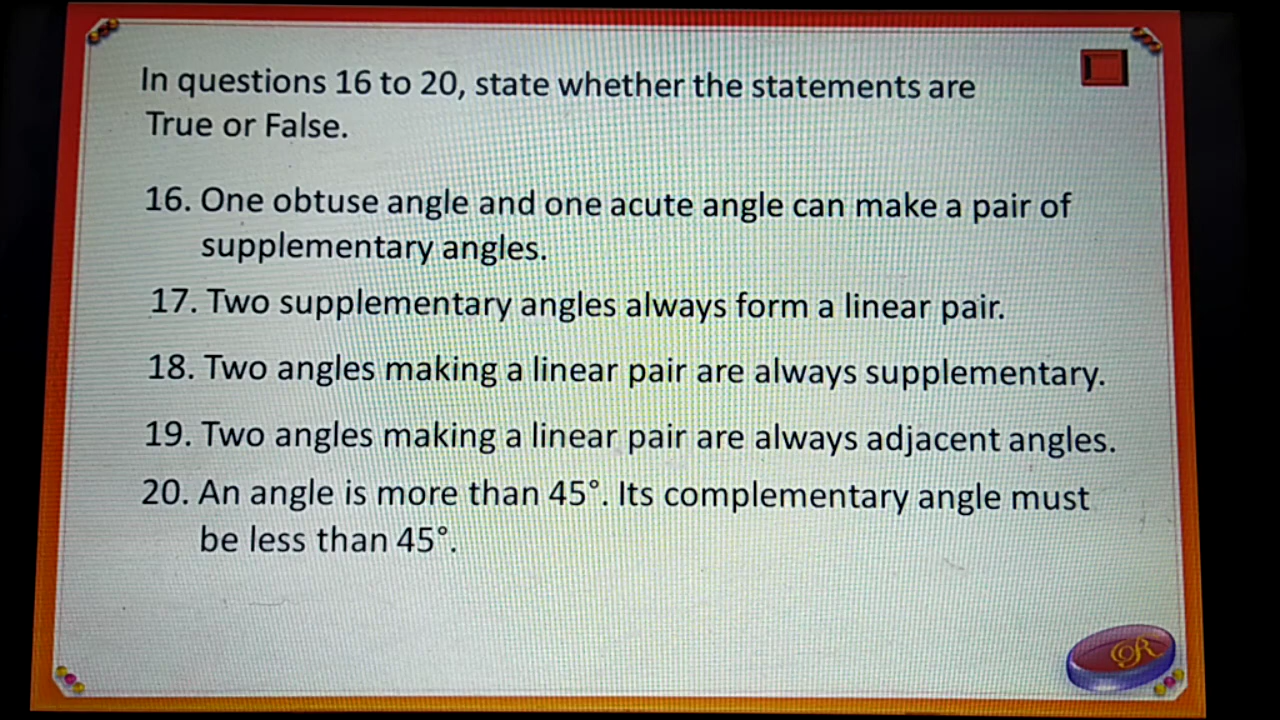 In questions 16 to 20, state whether the statements are
True or False.
16. One obtuse angle and one acute angle can make a pair of
supplementary angles.
17. Two supplementary angles always form a linear pair.
18. Two angles making a linear pair are always supplementary.
19. Two angles making a linear pair are always adjacent angles.
20. An angle is more than 45°. Its complementary angle must
be less than 45°.
R